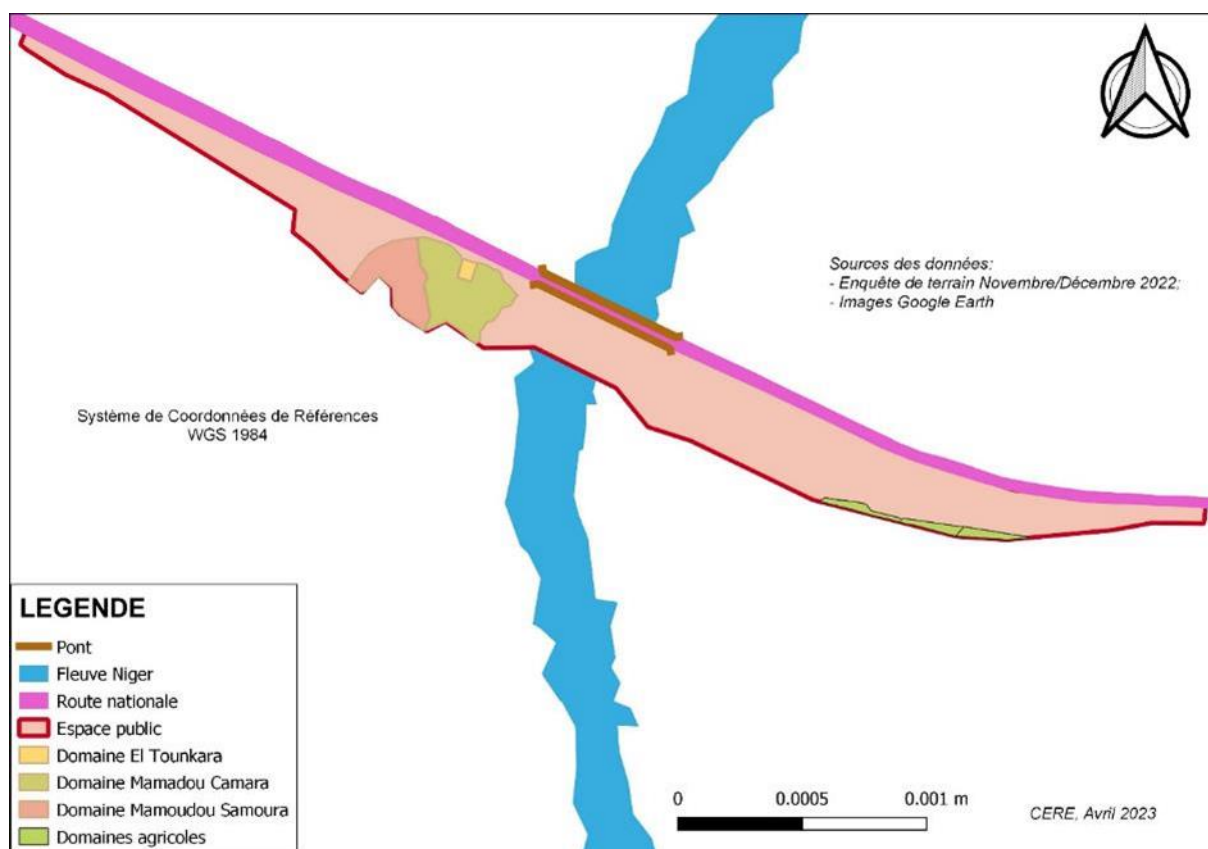 Sources des données:
- Enquête de terrain Novembre/Décembre 2022;
- Images Google Earth
Système de Coordonnées de Références
WGS 1984
LEGENDE
Pont
Fleuve Niger
Route nationale
Espace public
Domaine El Tounkara
Domaine Mamadou Camara
Domaine Mamoudou Samoura
Domaines agricoles
0 0.0005 0.001 m
CERE, Avril 2023